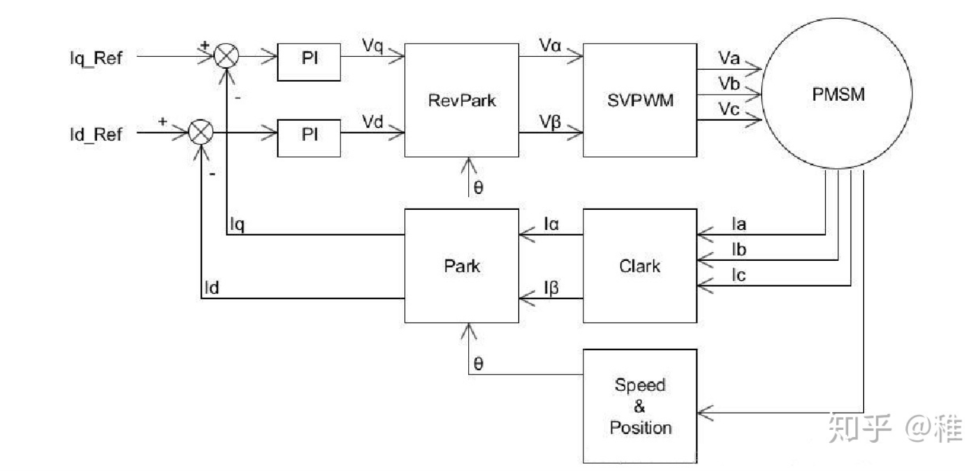 Iq_Ref
+
-
PI
Vq
Id_Ref
+
-
PI
Vd
RevPark
θ
Vα
Vβ
SVPWM
Va
Vb
Vc
PMSM
Iq
Id
Park
Iα
Iβ
Clark
Ia
Ib
Ic
θ
Speed
&
Position
知乎 @稚